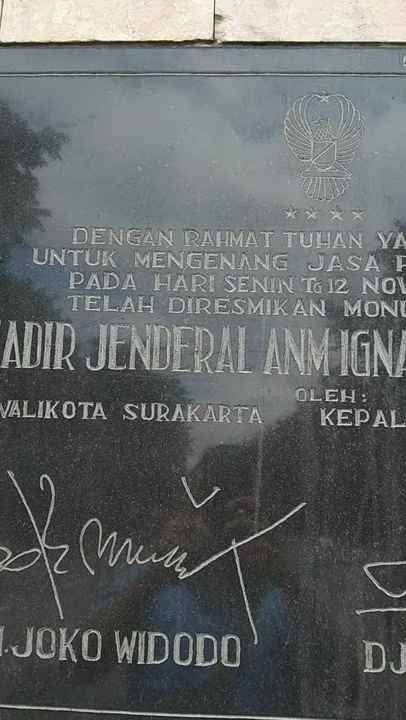 DENGAN RAHMAT TUHAN YA
UNTUK MENGENANG JASA P
PADA HARI SENIN TG 12 NOV
TELAH DIRESMIKAN MONU
ADIR JENDERAL ANM IGNA
OLEH:
WALIKOTA SURAKARTA KEPAL
JOKO WIDODO DJ